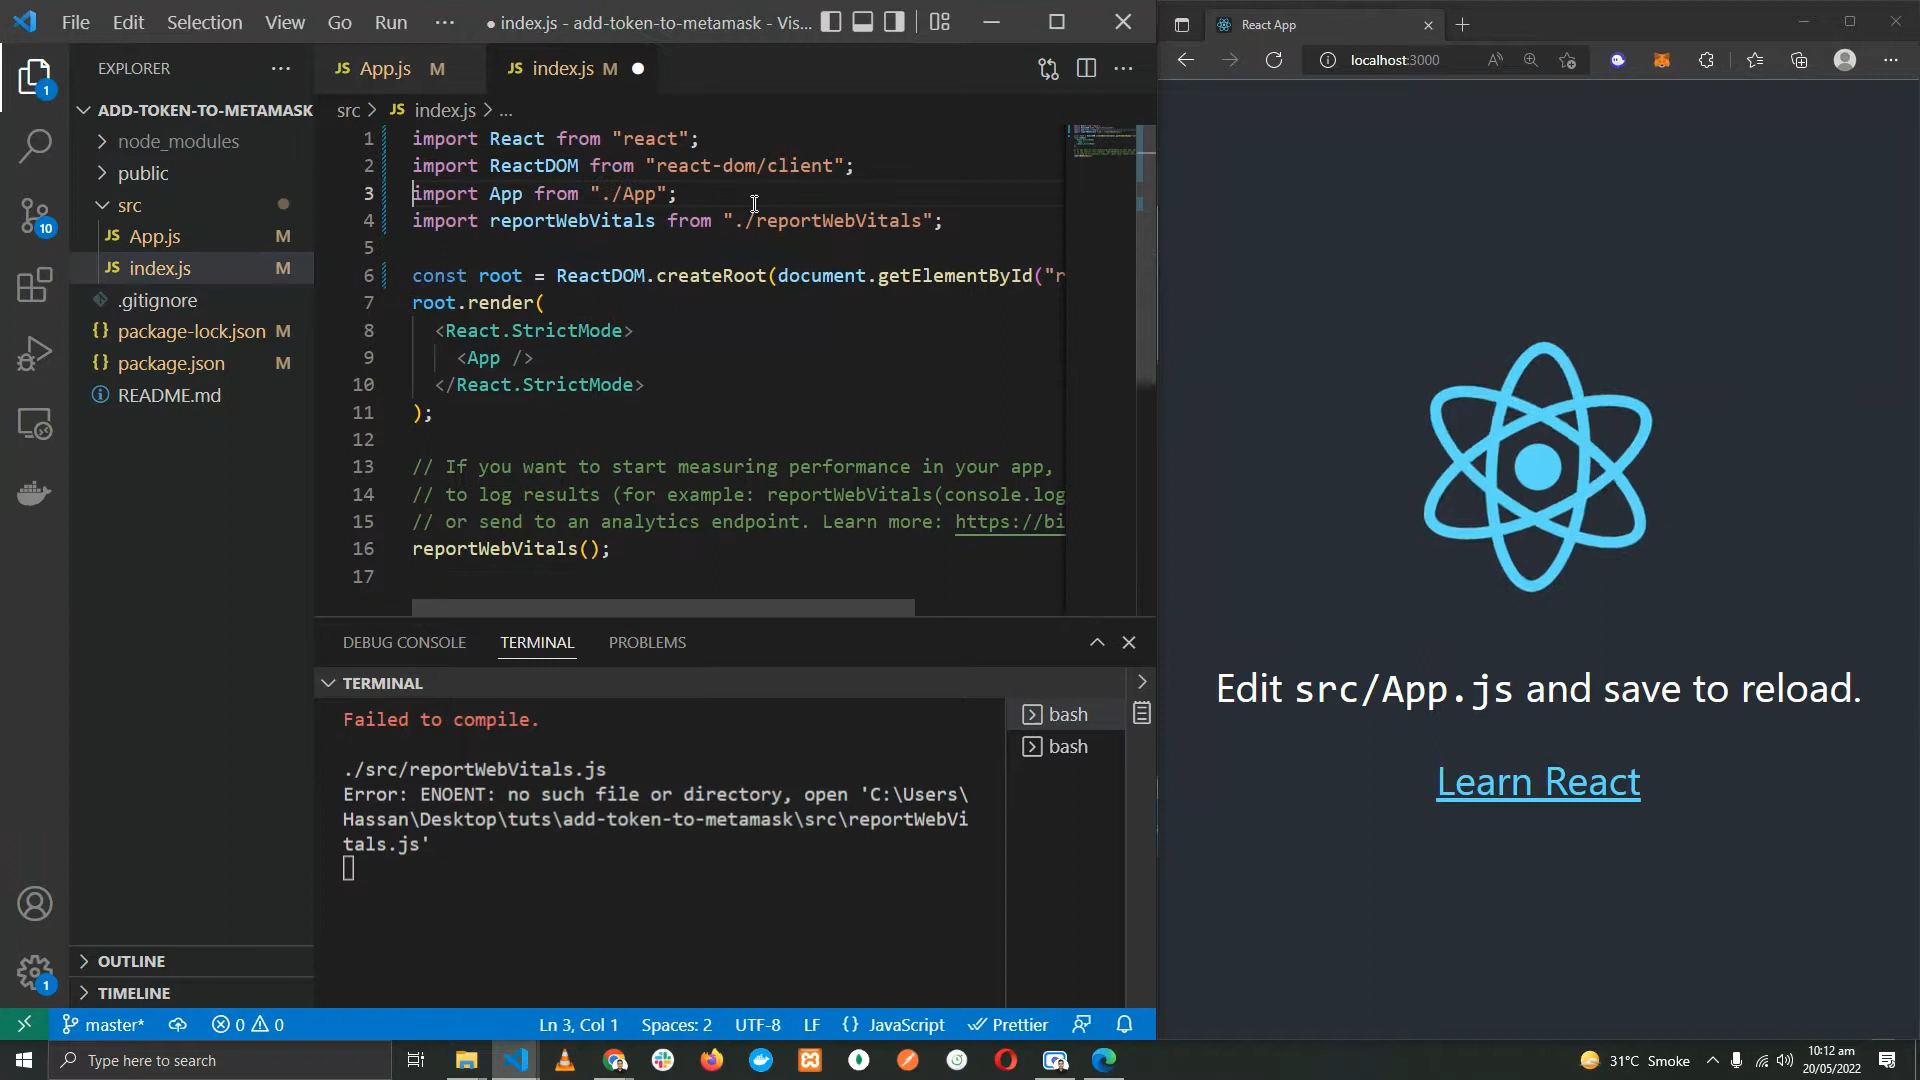 File Edit Selection View Go Run ··· ● index.js - add-token-to-metamask - Vis...
EXPLORER ···
ADD-TOKEN-TO-METAMASK
node_modules
public
src
JS App.js M
JS index.js M
.gitignore
{} package-lock.json M
{} package.json M
README.md
OUTLINE
TIMELINE
1
10
1
JS App.js M JS index.js M ●
src > JS index.js > ...
1 import React from "react";
2 import ReactDOM from "react-dom/client";
3 import App from "./App";
4 import reportWebVitals from "./reportWebVitals";
5
6 const root = ReactDOM.createRoot(document.getElementById("r
7 root.render(
8 <React.StrictMode>
9 <App />
10 </React.StrictMode>
11 );
12
13 // If you want to start measuring performance in your app,
14 // to log results (for example: reportWebVitals(console.log
15 // or send to an analytics endpoint. Learn more: https://bi
16 reportWebVitals();
17
DEBUG CONSOLE TERMINAL PROBLEMS
TERMINAL
Failed to compile.
./src/reportWebVitals.js
Error: ENOENT: no such file or directory, open 'C:\Users\
Hassan\Desktop\tuts\add-token-to-metamask\src\reportWebVi
tals.js'
bash
bash
master* 0 0 Ln 3, Col 1 Spaces: 2 UTF-8 LF {} JavaScript Prettier
React App
localhost:3000
Edit src/App.js and save to reload.
Learn React
Type here to search
31°C Smoke
10:12 am
20/05/2022